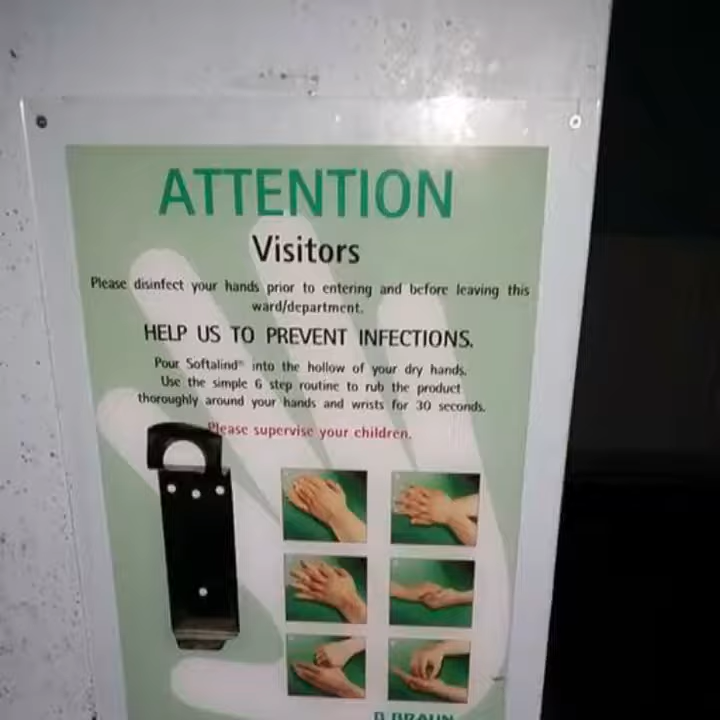 ATTENTION
Visitors
Please disinfect your hands prior to entering and before leaving this
ward/department.
HELP US TO PREVENT INFECTIONS.
Pour Softalind® into the hollow of your dry hands.
Use the simple 6 step routine to rub the product
thoroughly around your hands and wrists for 30 seconds.
Please supervise your children.
B BRAUN